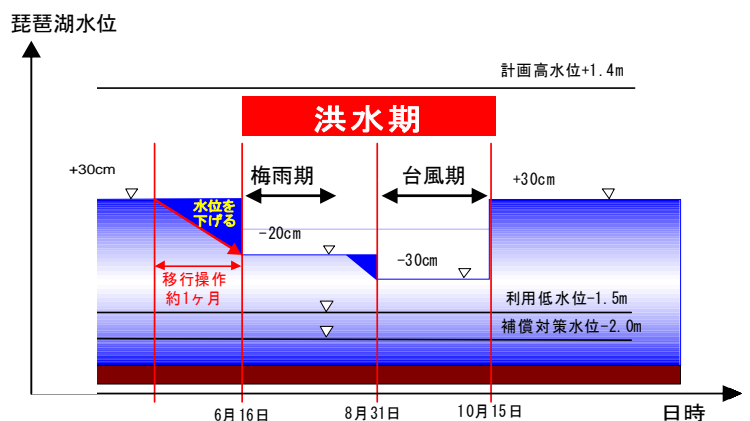 琵琶湖水位
計画高水位+1.4m
洪水期
+30cm
梅雨期
台風期
+30cm
水位を
下げる
-20cm
-30cm
移行操作
約1ヶ月
利用低水位-1.5m
補償対策水位-2.0m
6月16日
8月31日
10月15日
日時